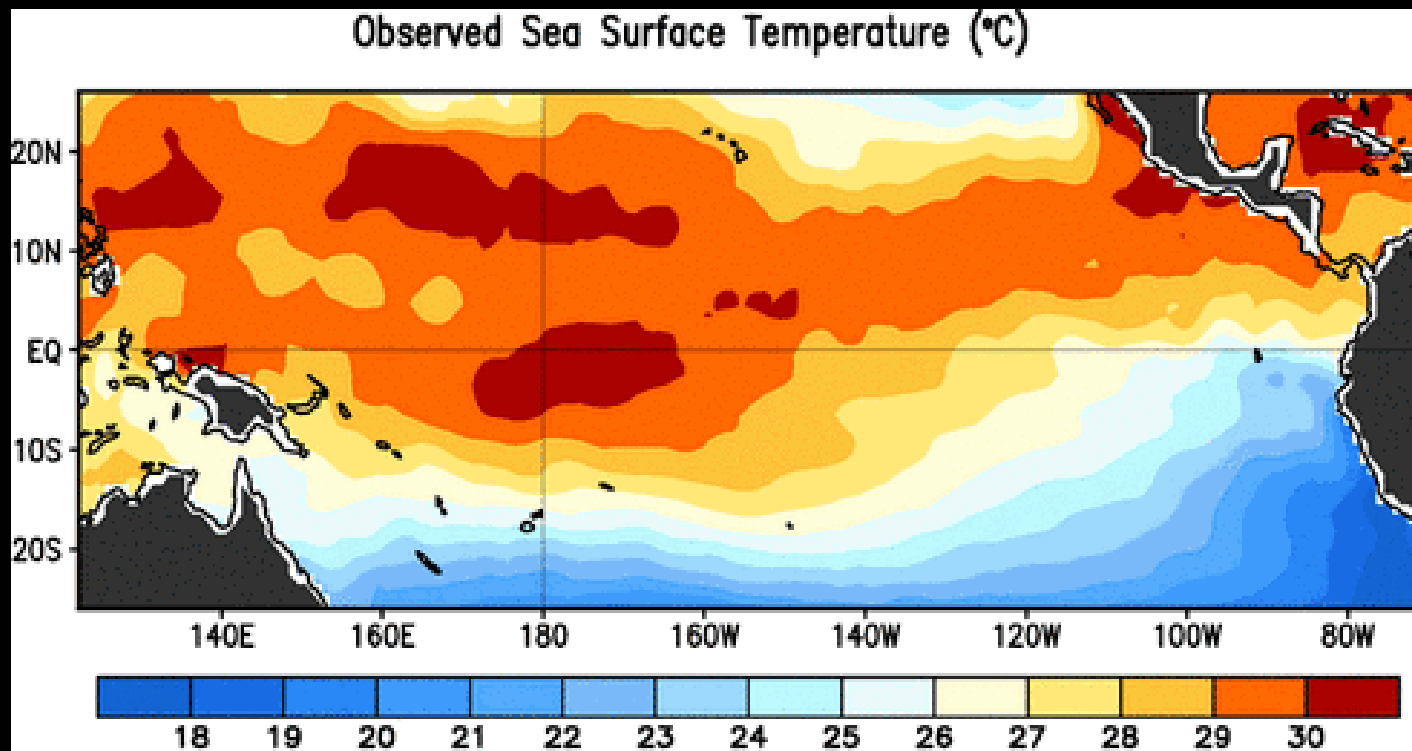 Observed Sea Surface Temperature (°C)
20N
10N
EQ
10S
20S
140E 160E 180 160W 140W 120W 100W 80W
18 19 20 21 22 23 24 25 26 27 28 29 30